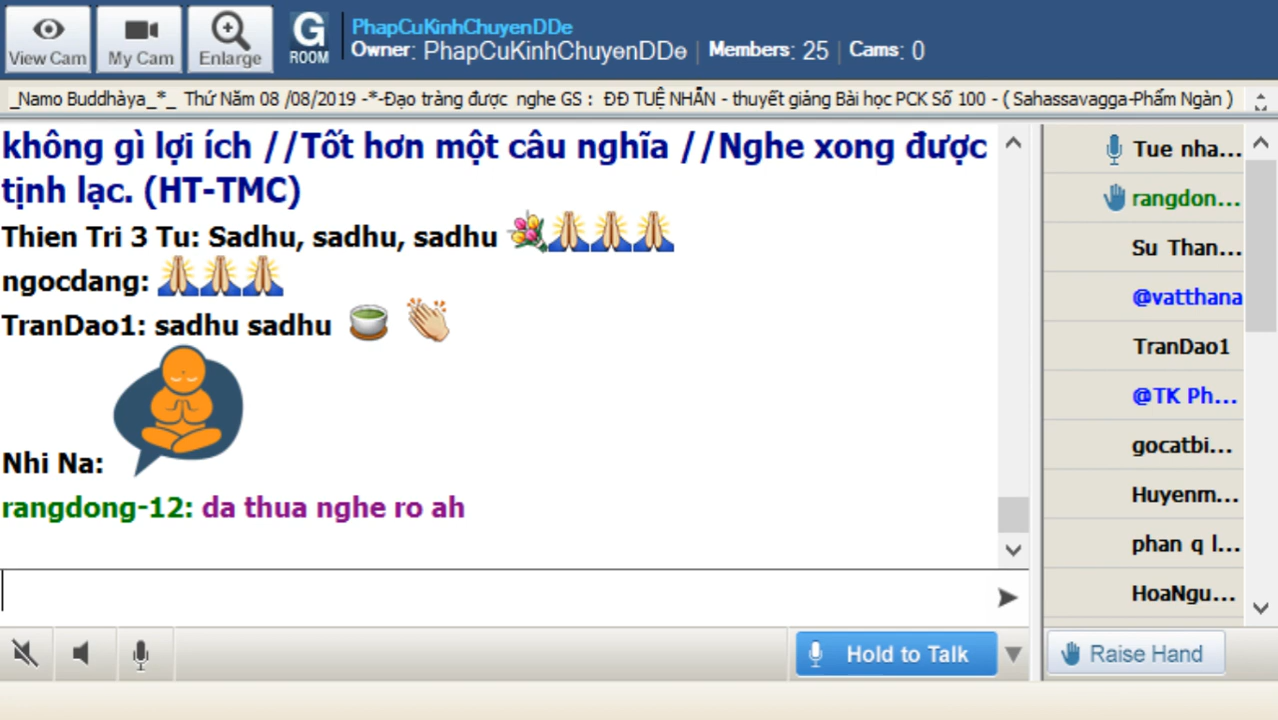 View Cam
My Cam
Enlarge
G
ROOM
PhapCuKinhChuyenDDe
Owner: PhapCuKinhChuyenDDe | Members: 25 | Cams: 0
_Namo Buddhàya_*_ Thứ Năm 08 /08/2019 -*-Đạo tràng được nghe GS : ĐĐ TUỆ NHẪN - thuyết giảng Bài học PCK Số 100 - ( Sahassavagga-Phẩm Ngàn )
không gì lợi ích //Tốt hơn một câu nghĩa //Nghe xong được
tịnh lạc. (HT-TMC)
Thien Tri 3 Tu: Sadhu, sadhu, sadhu
ngocdang:
TranDao1: sadhu sadhu
Nhi Na:
rangdong-12: da thua nghe ro ah
Tue nha...
rangdon...
Su Than...
@vatthana
TranDao1
@TK Ph...
gocatbi...
Huyenm...
phan q l...
HoaNgu...
Hold to Talk
Raise Hand